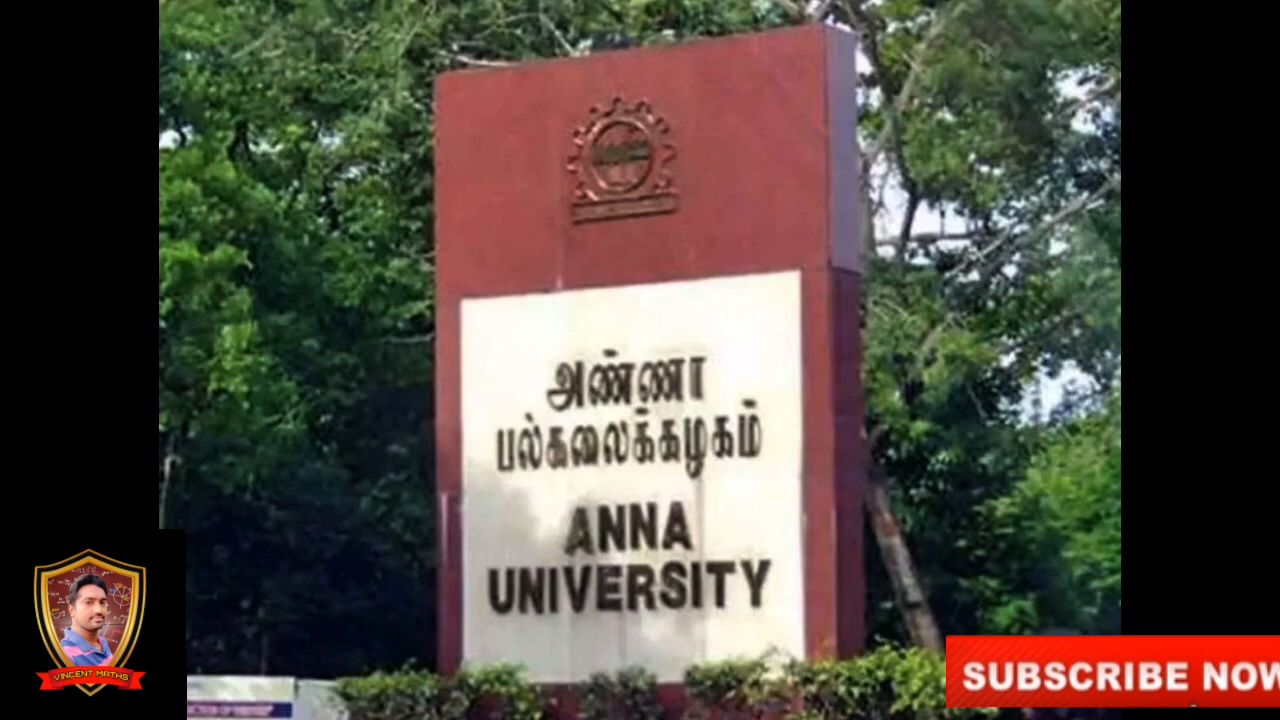 அண்ணா
பல்கலைக்கழகம்
ANNA
UNIVERSITY
VINCENT MATHS
SUBSCRIBE NOW